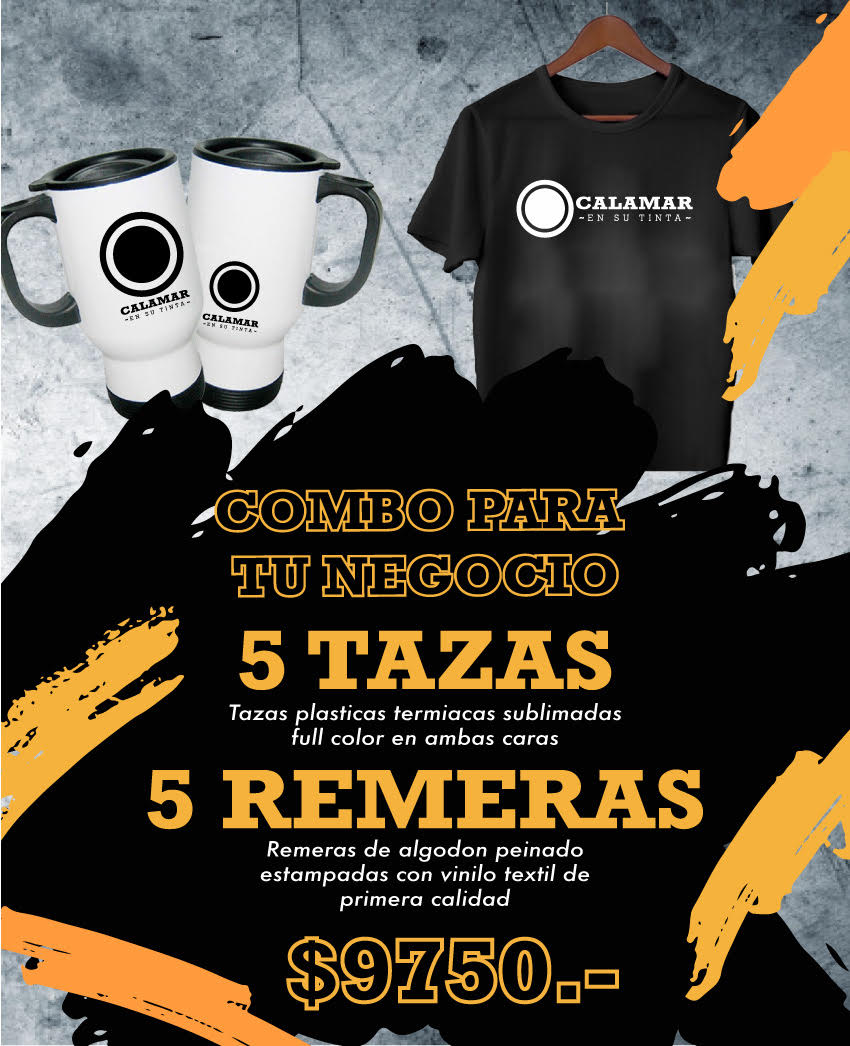 CALAMAR
~EN SU TINTA~
CALAMAR
~EN SU TINTA~
CALAMAR
~EN SU TINTA~
COMBO PARA
TU NEGOCIO
5 TAZAS
Tazas plasticas termiacas sublimadas
full color en ambas caras
5 REMERAS
Remeras de algodon peinado
estampadas con vinilo textil de
primera calidad
$9750.-